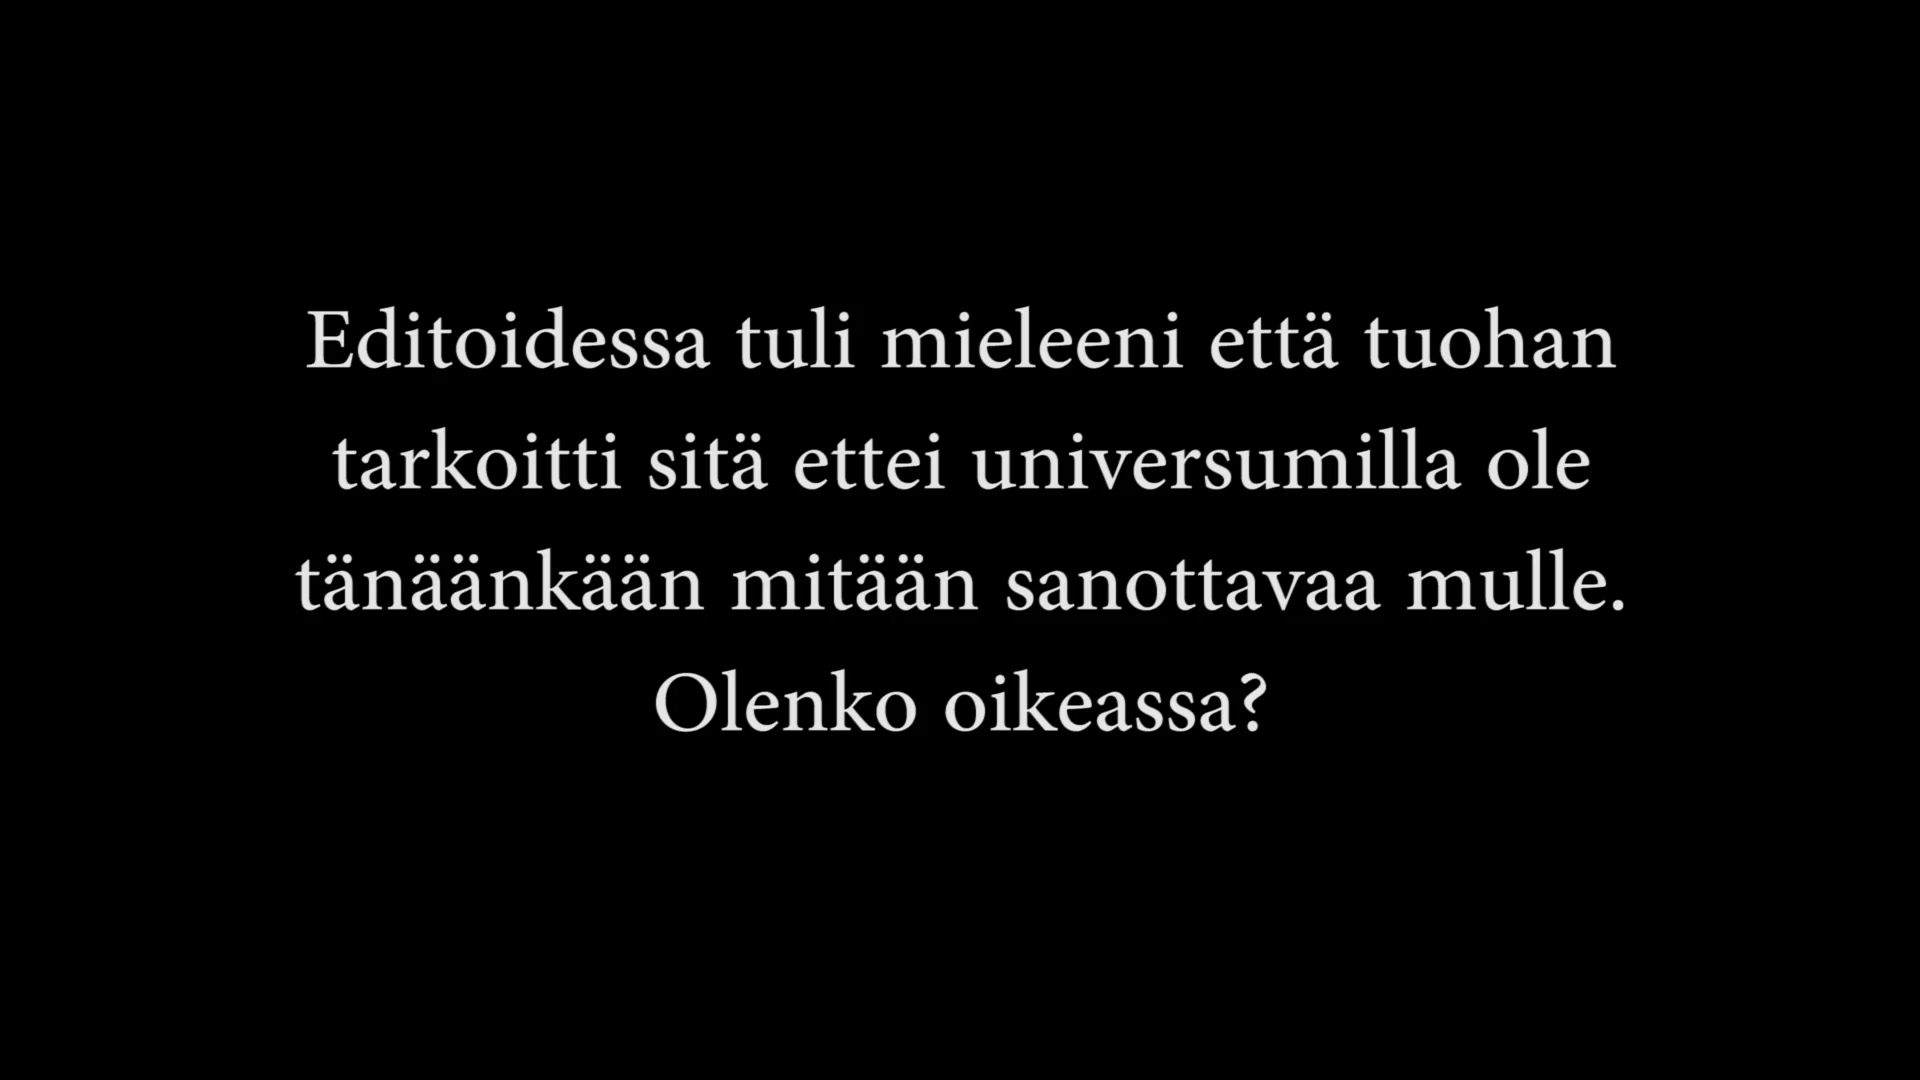 Editoidessa tuli mieleeni että tuohan
tarkoitti sitä ettei universumilla ole
tänäänkään mitään sanottavaa mulle.
Olenko oikeassa?